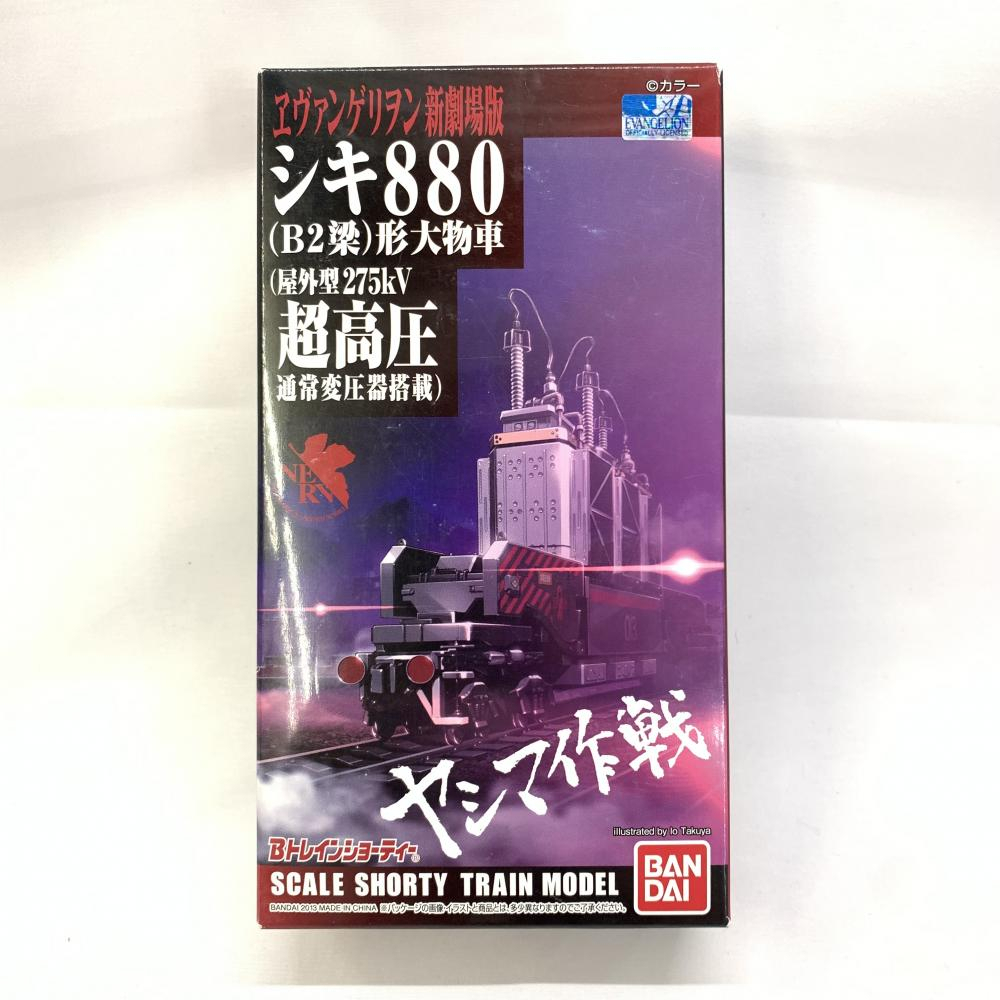 ©カラー
EVANGELION
OFFICIALLY LICENSED
ヱヴァンゲリヲン新劇場版
シキ880
(B2梁)形大物車
(屋外型275kV
超高圧
通常変圧器搭載)
NERV
013
ヤシマ作戦
illustrated by Io Takuya
Bトレインショーティー
SCALE SHORTY TRAIN MODEL
BANDAI 2013 MADE IN CHINA ※パッケージの画像・イラストと商品とは、多少異なりますのでご了承ください。
BAN
DAI